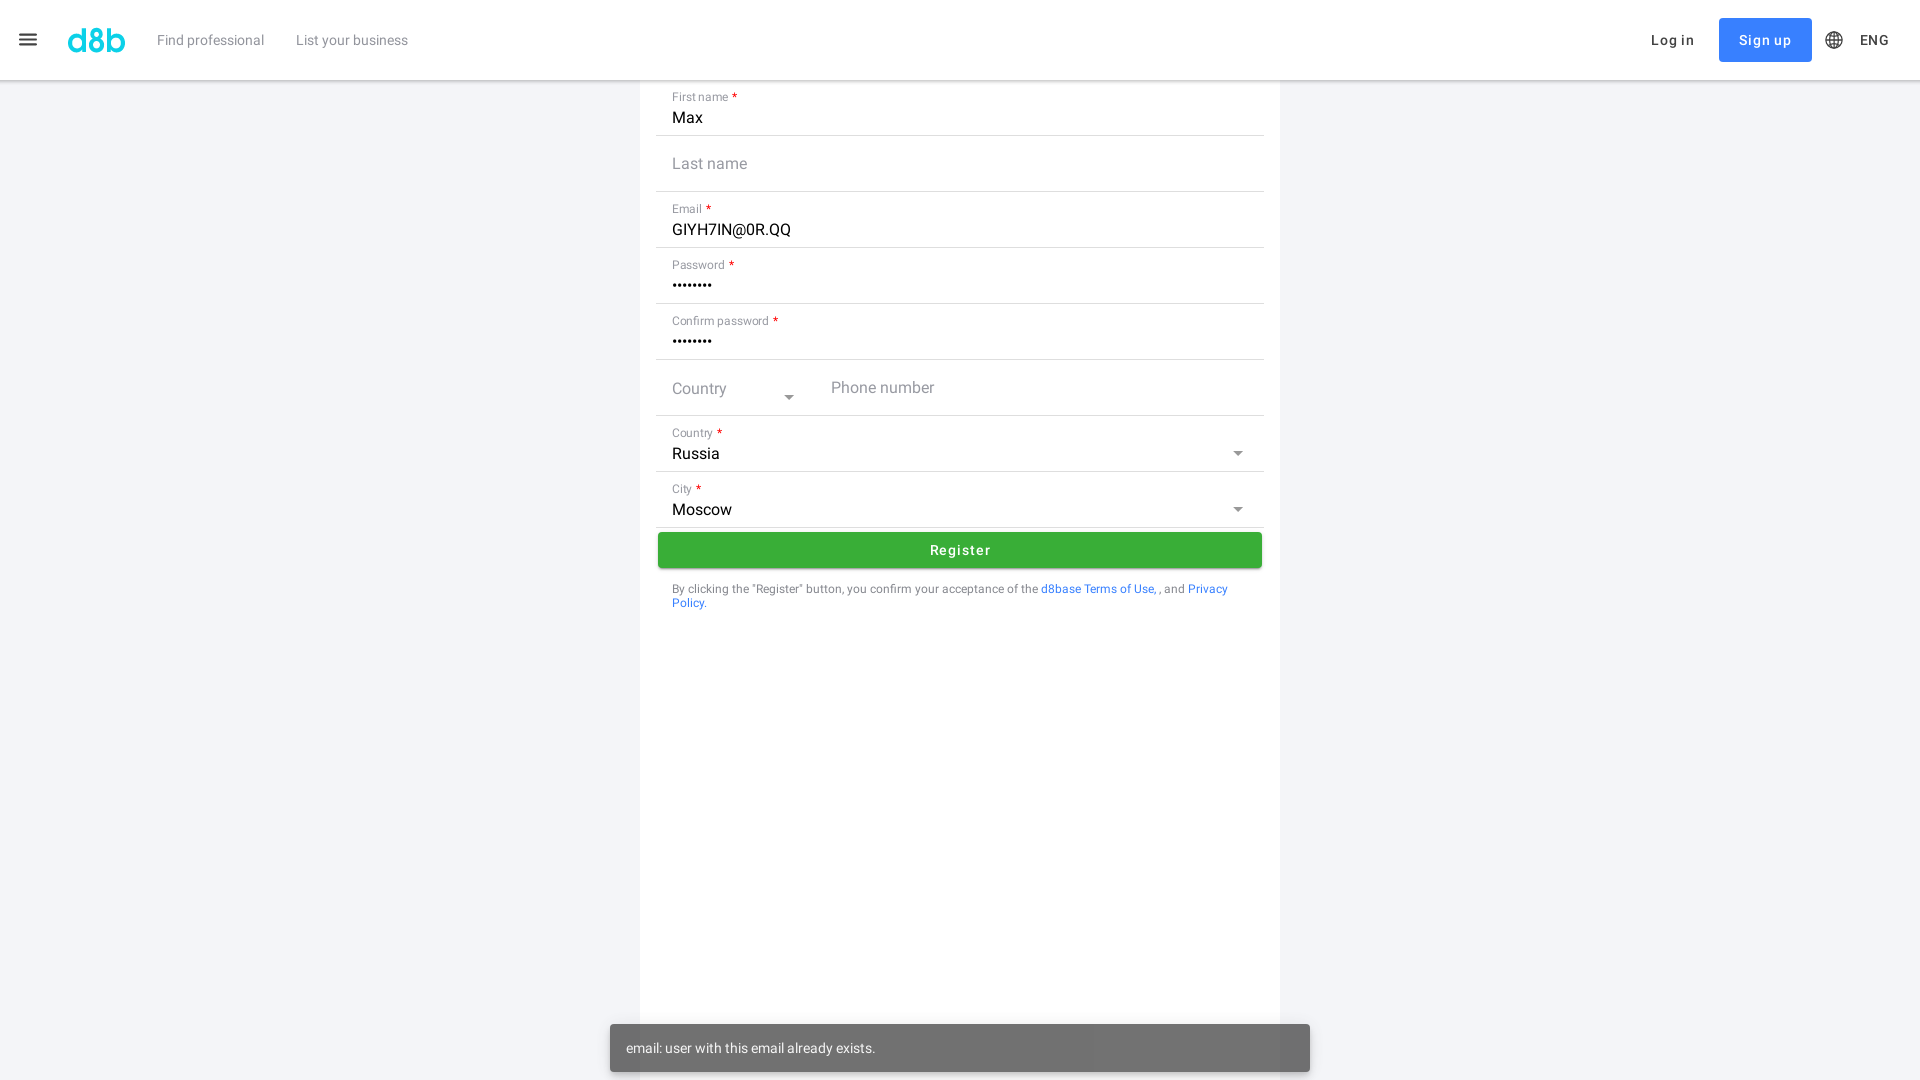 d8b
Find professional
List your business
Log in
Sign up
ENG
First name *
Max
Last name
Email *
GIYH7IN@0R.QQ
Password *
••••••••
Confirm password *
••••••••
Country
Phone number
Country *
Russia
City *
Moscow
Register
By clicking the "Register" button, you confirm your acceptance of the d8base Terms of Use, , and Privacy
Policy.
email: user with this email already exists.